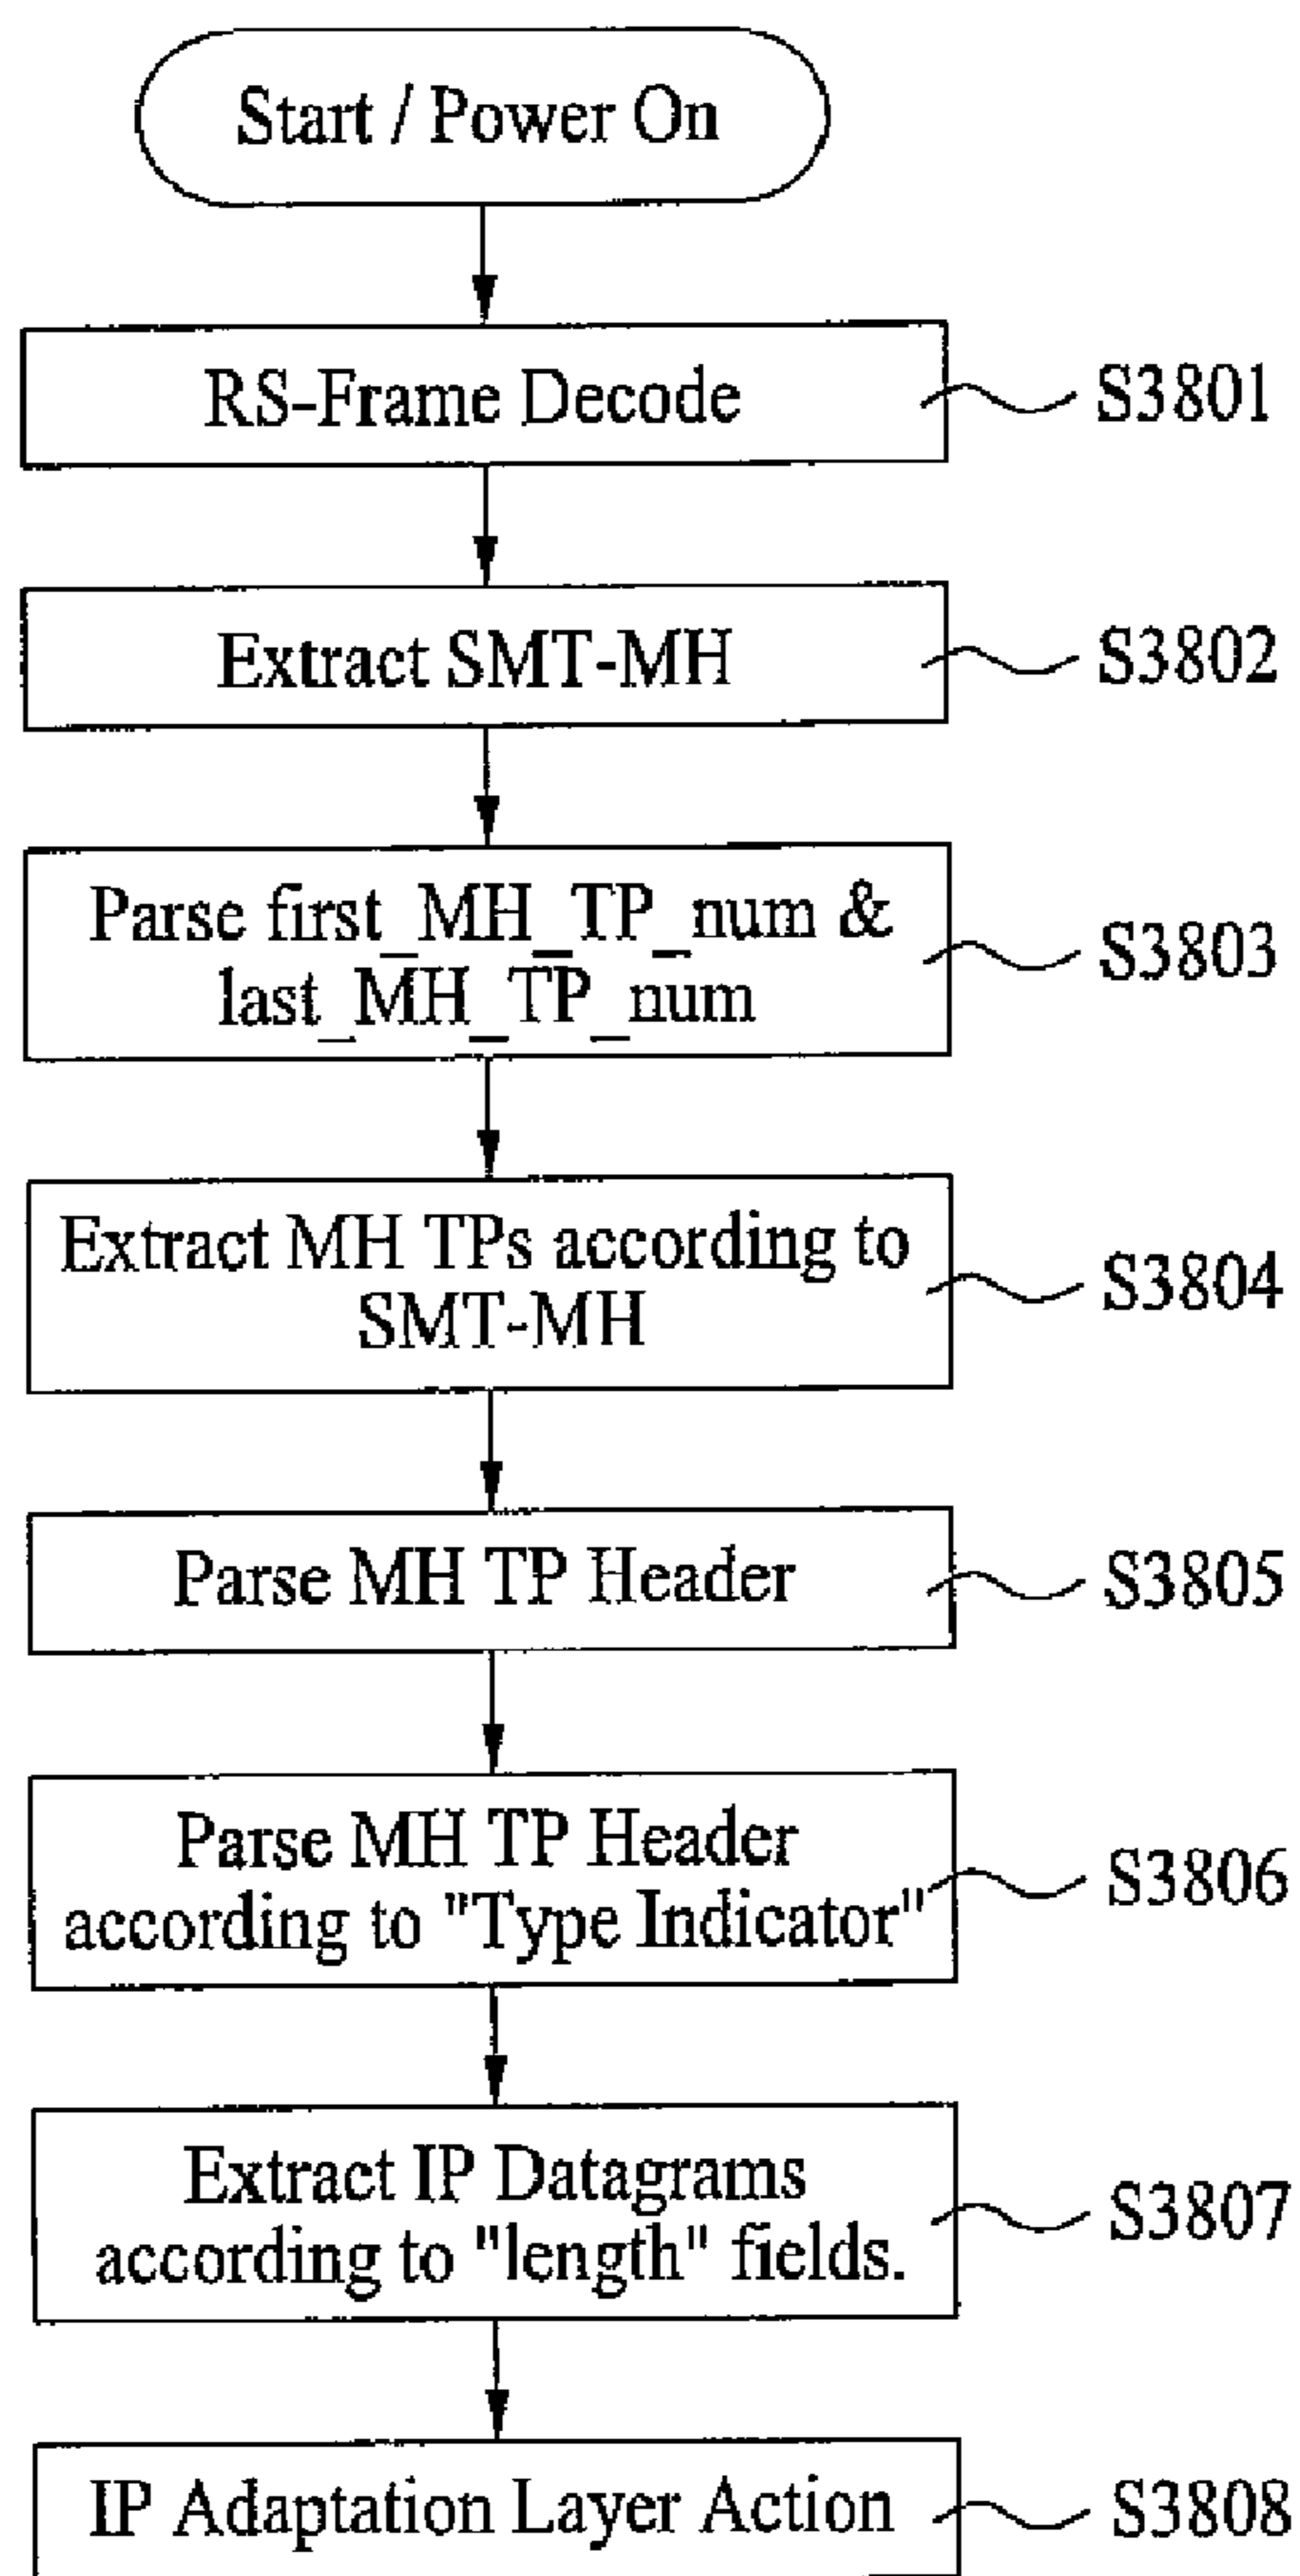 Start / Power On
RS-Frame Decode
S3801
Extract SMT-MH
S3802
Parse first_MH_TP_num &
last_MH_TP_num
S3803
Extract MH TPs according to
SMT-MH
S3804
Parse MH TP Header
S3805
Parse MH TP Header
according to "Type Indicator"
S3806
Extract IP Datagrams
according to "length" fields.
S3807
IP Adaptation Layer Action
S3808